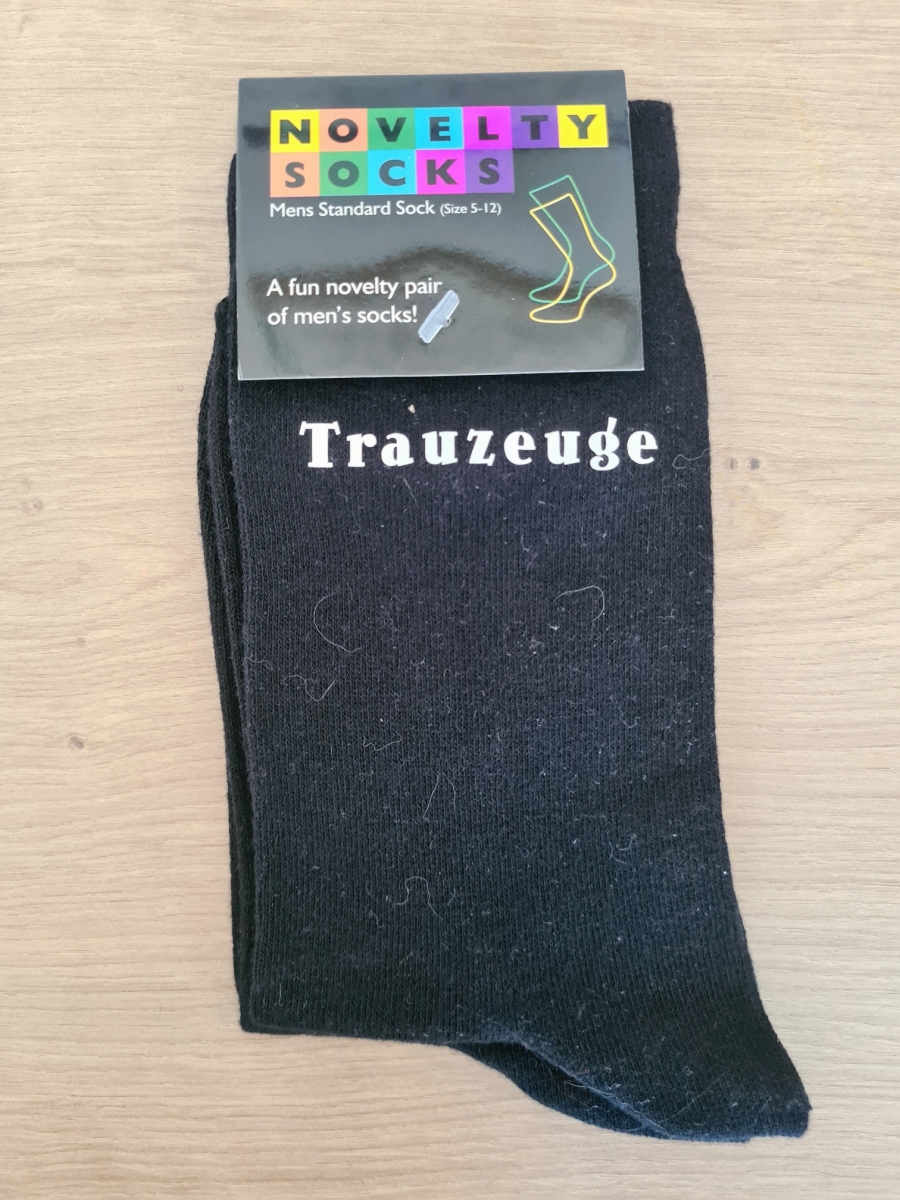 NOVELTY
SOCKS
Mens Standard Sock (Size 5-12)
A fun novelty pair
of men's socks!
Trauzeuge